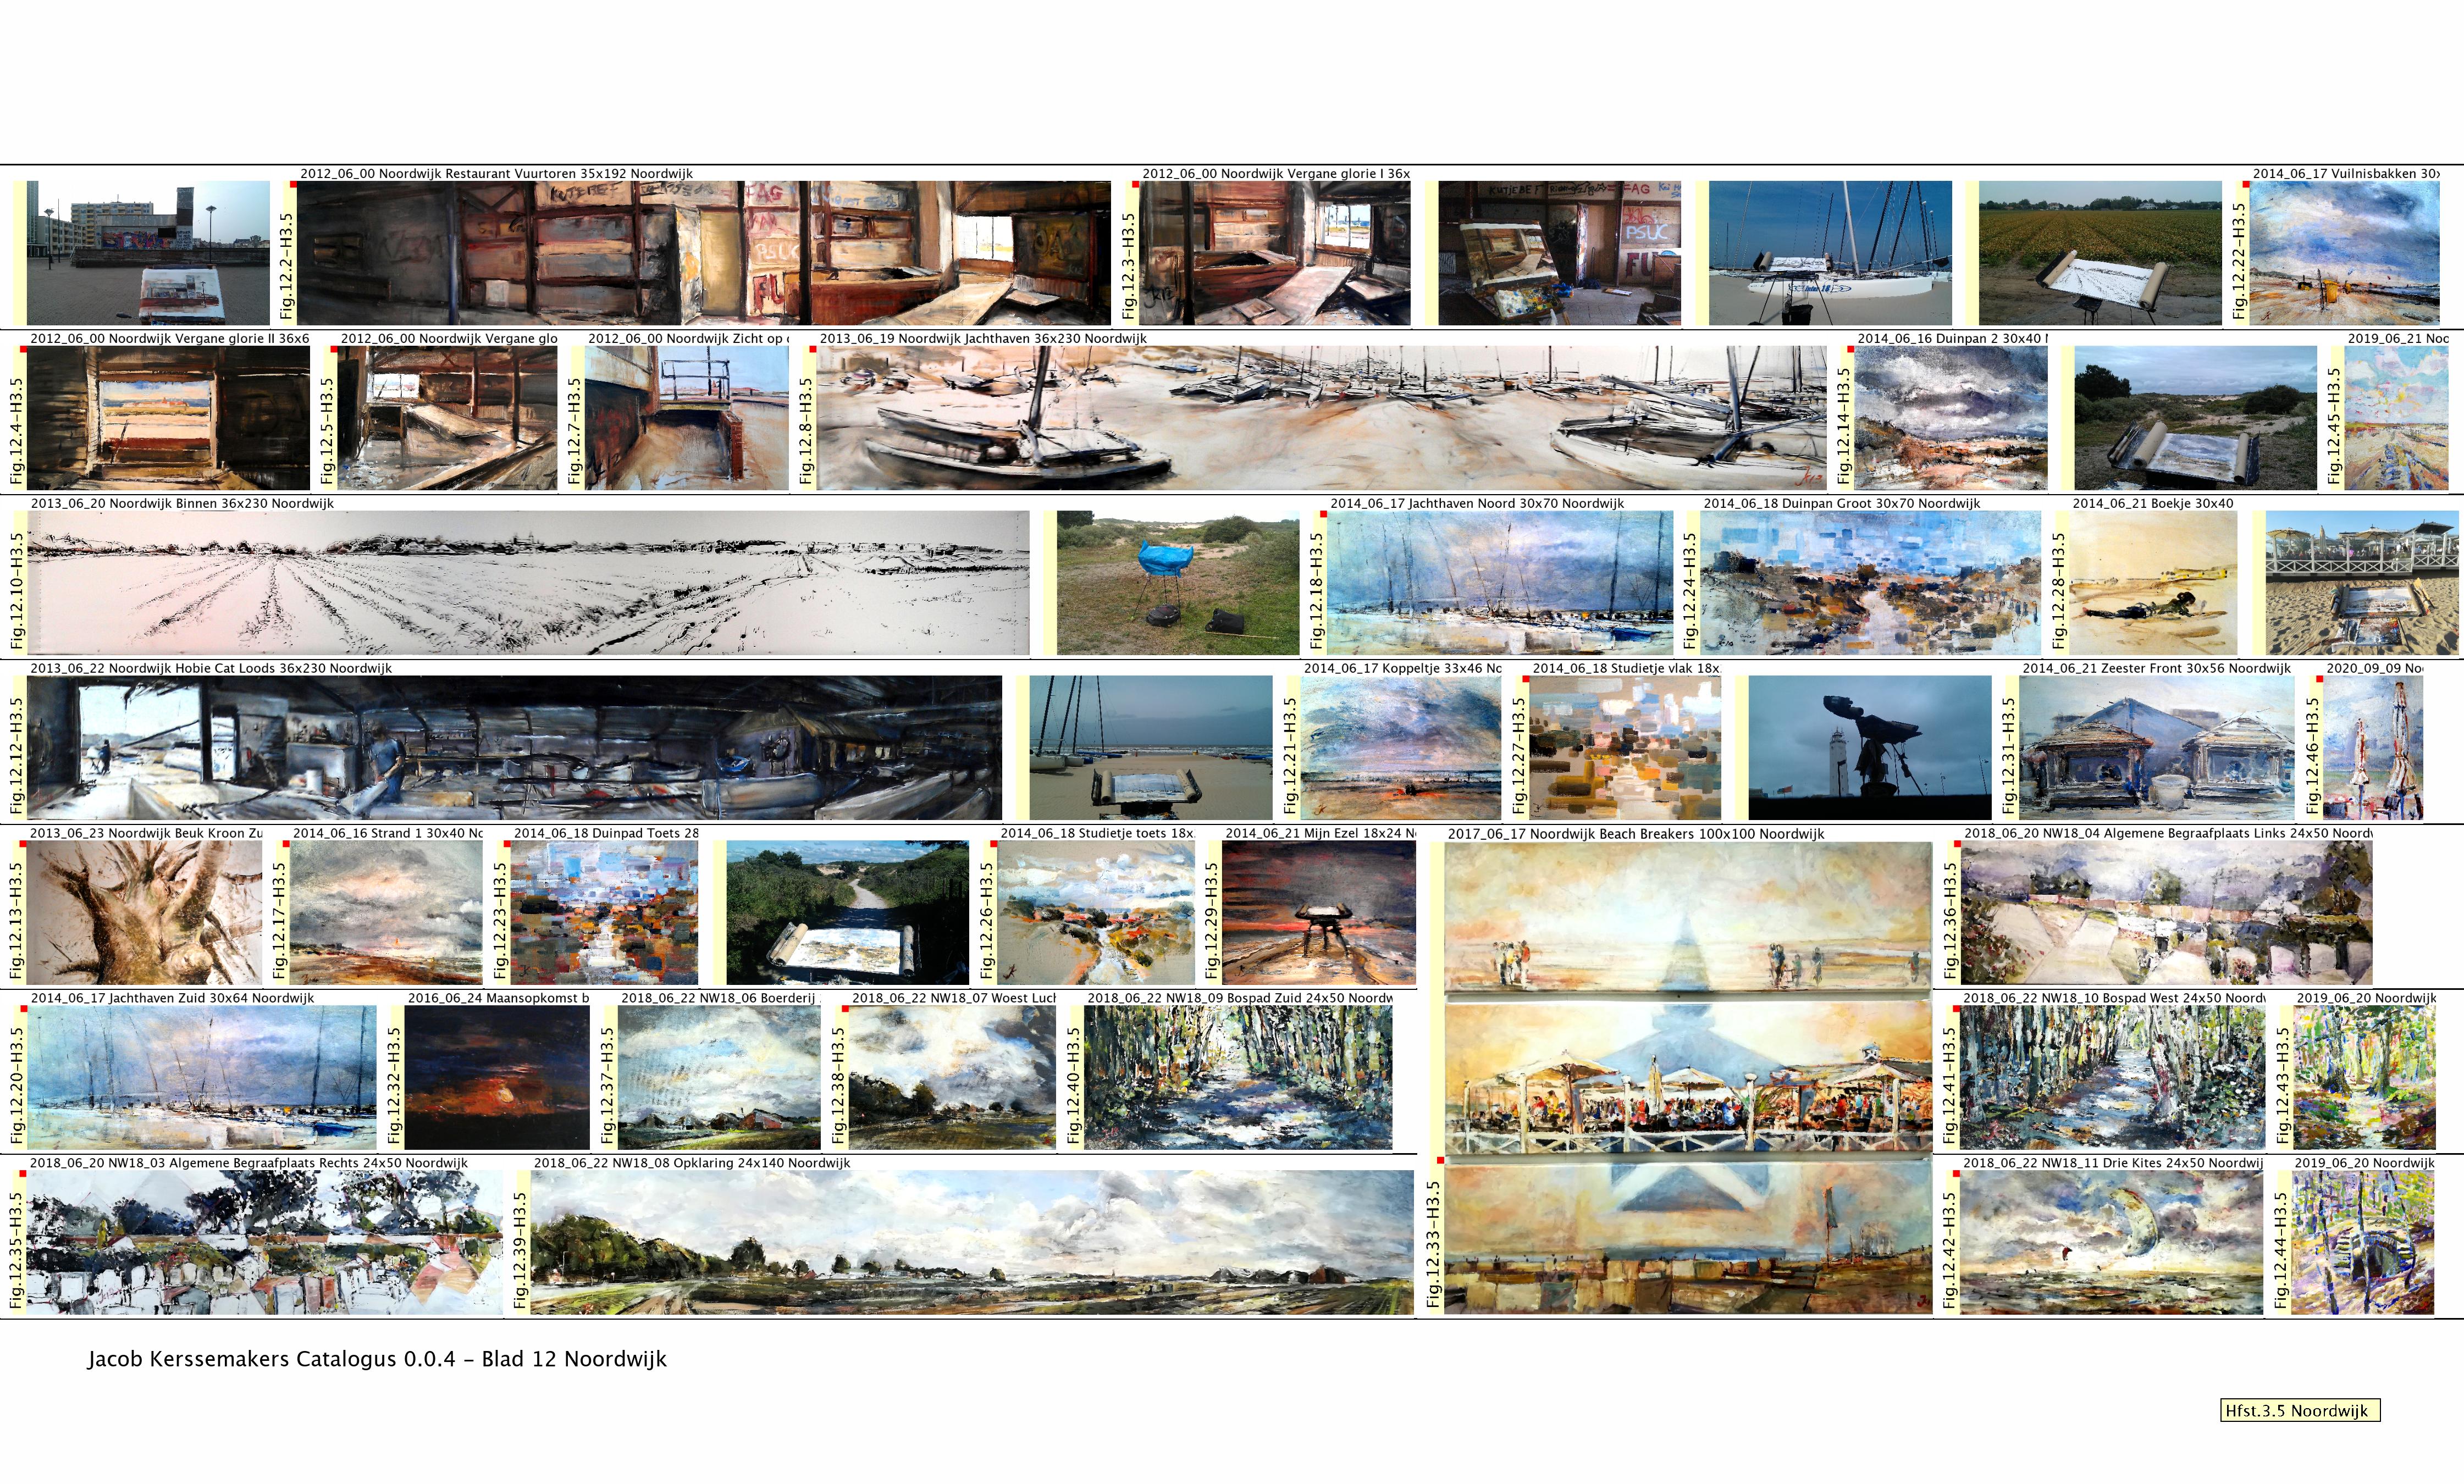 2012_06_00 Noordwijk Restaurant Vuurtoren 35x192 Noordwijk
2012_06_00 Noordwijk Vergane glorie I 36x
2014_06_17 Vuilnisbakken 30x
Fig.12.2-H3.5
Fig.12.3-H3.5
Fig.12.22-H3.5
PSUC
FU
PSUC
FU
2012_06_00 Noordwijk Vergane glorie II 36x6
2012_06_00 Noordwijk Vergane glo
2012_06_00 Noordwijk Zicht op
2013_06_19 Noordwijk Jachthaven 36x230 Noordwijk
2014_06_16 Duinpan 2 30x40
2019_06_21 Noo
Fig.12.4-H3.5
Fig.12.5-H3.5
Fig.12.7-H3.5
Fig.12.8-H3.5
Fig.12.14-H3.5
Fig.12.45-H3.5
2013_06_20 Noordwijk Binnen 36x230 Noordwijk
2014_06_17 Jachthaven Noord 30x70 Noordwijk
2014_06_18 Duinpan Groot 30x70 Noordwijk
2014_06_21 Boekje 30x40
Fig.12.10-H3.5
Fig.12.18-H3.5
Fig.12.24-H3.5
Fig.12.28-H3.5
2013_06_22 Noordwijk Hobie Cat Loods 36x230 Noordwijk
2014_06_17 Koppeltje 33x46 No
2014_06_18 Studietje vlak 18x
2014_06_21 Zeester Front 30x56 Noordwijk
2020_09_09 Noo
Fig.12.12-H3.5
Fig.12.21-H3.5
Fig.12.27-H3.5
Fig.12.31-H3.5
Fig.12.46-H3.5
2013_06_23 Noordwijk Beuk Kroon Zu
2014_06_16 Strand 1 30x40 No
2014_06_18 Duinpad Toets 28
2014_06_18 Studietje toets 18x
2014_06_21 Mijn Ezel 18x24 N
2017_06_17 Noordwijk Beach Breakers 100x100 Noordwijk
2018_06_20 NW18_04 Algemene Begraafplaats Links 24x50 Noordw
Fig.12.13-H3.5
Fig.12.17-H3.5
Fig.12.23-H3.5
Fig.12.26-H3.5
Fig.12.29-H3.5
Fig.12.36-H3.5
2014_06_17 Jachthaven Zuid 30x64 Noordwijk
2016_06_24 Maansopkomst b
2018_06_22 NW18_06 Boerderij
2018_06_22 NW18_07 Woest Luch
2018_06_22 NW18_09 Bospad Zuid 24x50 Noordw
2018_06_22 NW18_10 Bospad West 24x50 Noordw
2019_06_20 Noordwijk
Fig.12.20-H3.5
Fig.12.32-H3.5
Fig.12.37-H3.5
Fig.12.38-H3.5
Fig.12.40-H3.5
Fig.12.41-H3.5
Fig.12.43-H3.5
2018_06_20 NW18_03 Algemene Begraafplaats Rechts 24x50 Noordwijk
2018_06_22 NW18_08 Opklaring 24x140 Noordwijk
2018_06_22 NW18_11 Drie Kites 24x50 Noordwij
2019_06_20 Noordwijk
Fig.12.35-H3.5
Fig.12.39-H3.5
Fig.12.33-H3.5
Fig.12.42-H3.5
Fig.12.44-H3.5
Jacob Kerssemakers Catalogus 0.0.4 - Blad 12 Noordwijk
Hfst.3.5 Noordwijk